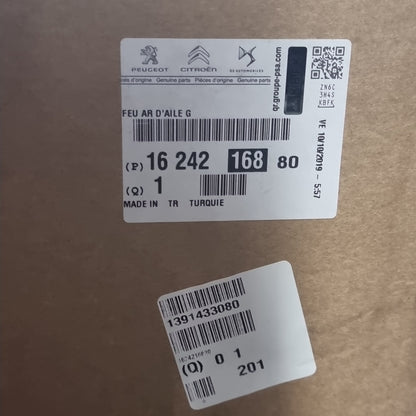 PEUGEOT CITROËN DS AUTOMOBILES
d'origine Genuine parts Pièces d'origine Genuine parts
qr.groupe-psa.com
ZN6C
3H4S
KBFK
FEU AR D'AILE G
VE 10/10/2019 - 5:57
(P) 16 242 168 80
(Q) 1
MADE IN TR TURQUIE
1391433080
(Q) 0 1
201